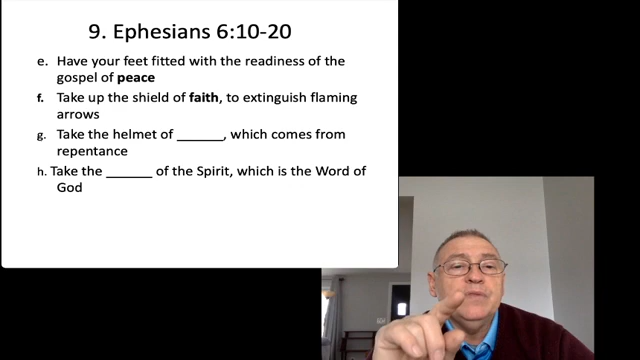 9. Ephesians 6:10-20
e. Have your feet fitted with the readiness of the
gospel of peace
f. Take up the shield of faith, to extinguish flaming
arrows
g. Take the helmet of ______, which comes from
repentance
h. Take the ______ of the Spirit, which is the Word of
God